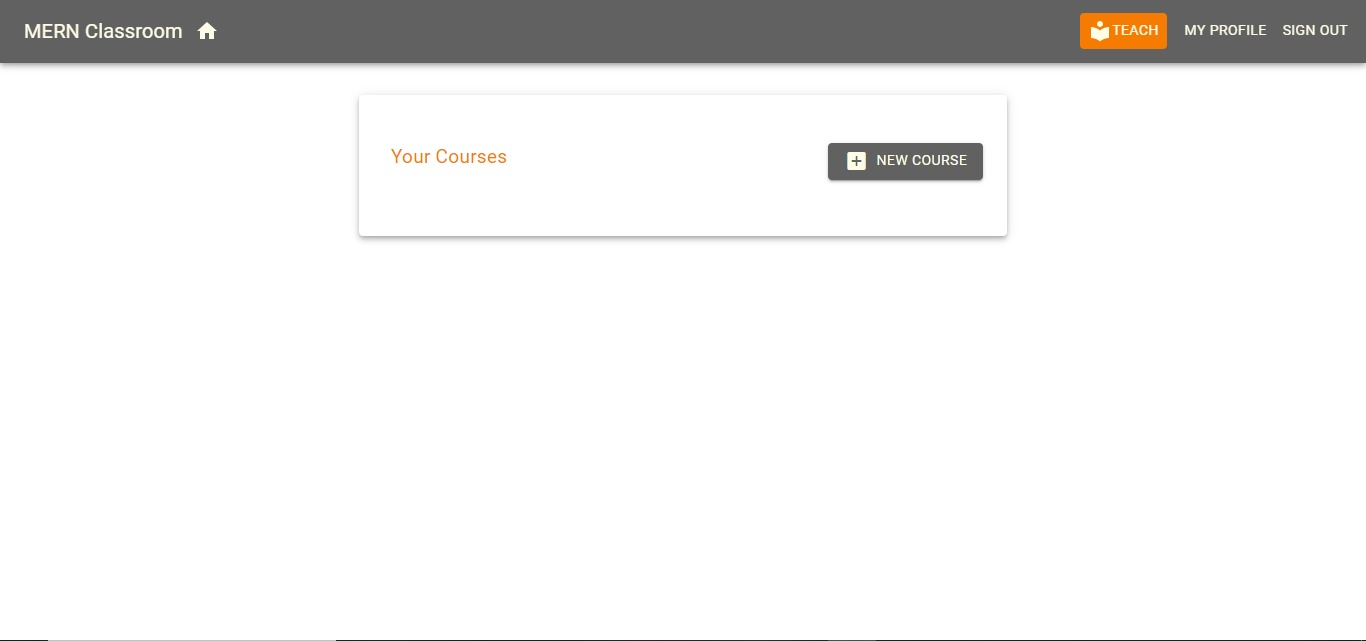 MERN Classroom
TEACH
MY PROFILE
SIGN OUT
Your Courses
NEW COURSE